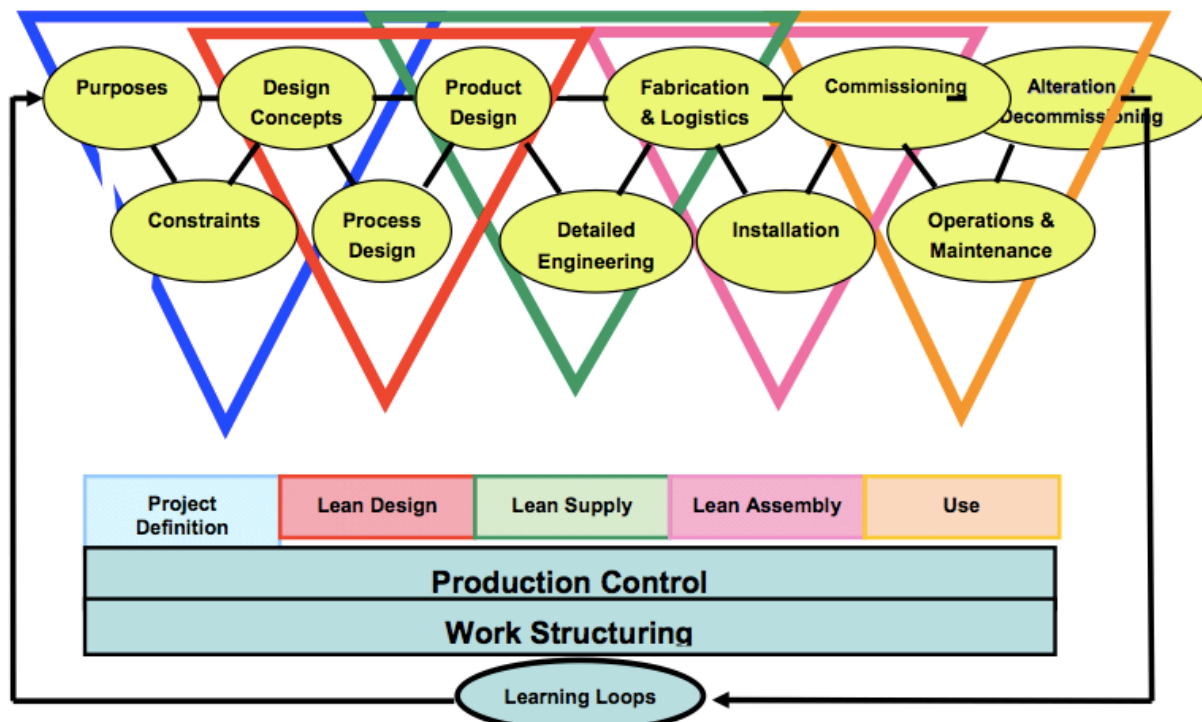 Purposes
Design
Concepts
Product
Design
Fabrication
& Logistics
Commissioning
Alteration
Decommissioning
Constraints
Process
Design
Detailed
Engineering
Installation
Operations &
Maintenance
Project
Definition
Lean Design
Lean Supply
Lean Assembly
Use
Production Control
Work Structuring
Learning Loops